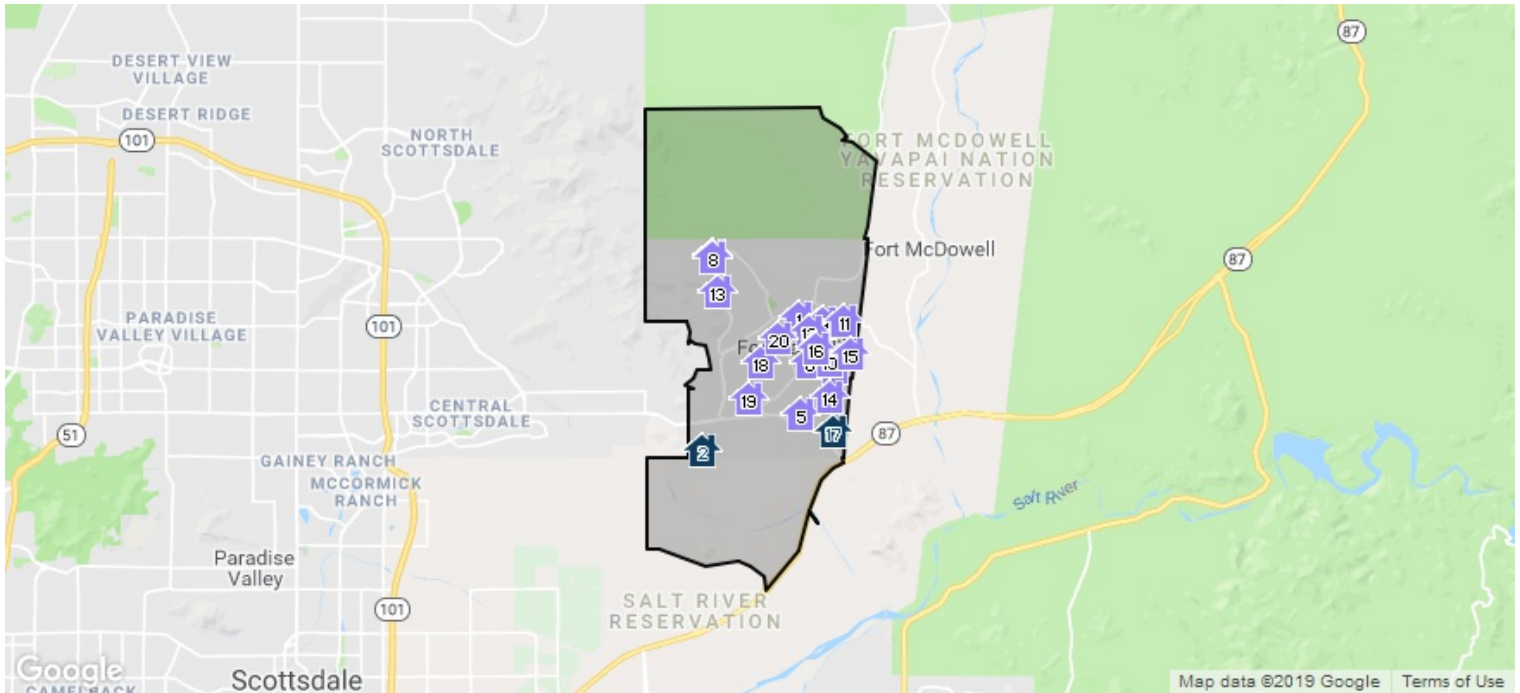 87
DESERT VIEW
VILLAGE
DESERT RIDGE
101
NORTH
SCOTTSDALE
FORT MCDOWELL
YAVAPAI NATION
RESERVATION
Fort McDowell
8
87
13
PARADISE
VALLEY VILLAGE
101
11
20
16
15
18
19
14
5
CENTRAL
SCOTTSDALE
51
17
87
2
GAINEY RANCH
MCCORMICK
RANCH
Salt River
Paradise
Valley
101
SALT RIVER
RESERVATION
Google
Scottsdale
CAMELBACK
Map data ©2019 Google
Terms of Use